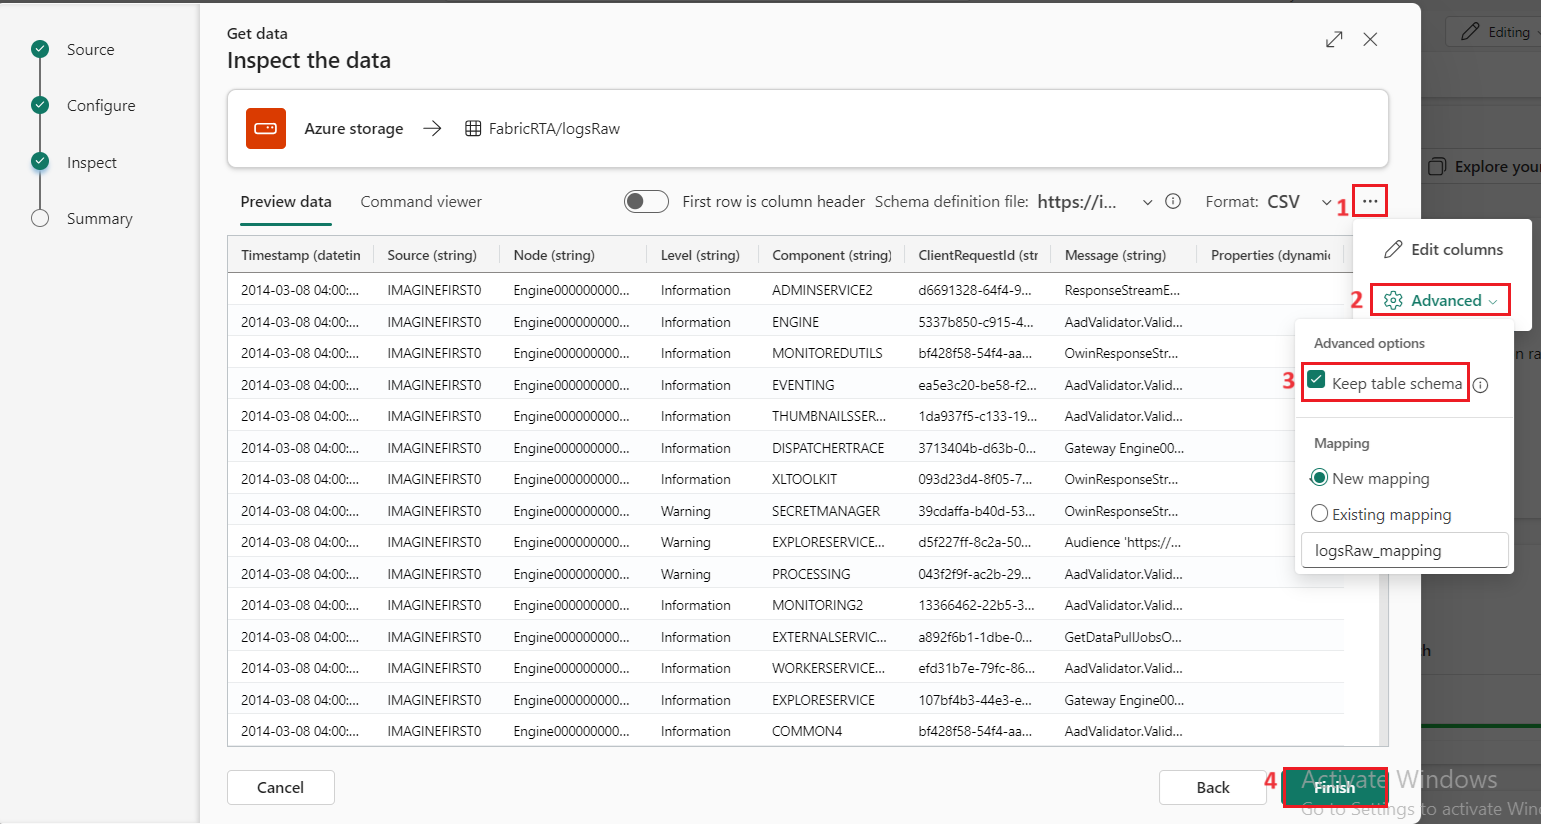 Source
Configure
Inspect
Summary
Get data
Inspect the data
Editing
Azure storage → FabricRTA/logsRaw
Explore your
Preview data Command viewer First row is column header Schema definition file: https://i... Format: CSV 1 ...
Edit columns
2 Advanced
Advanced options
3 Keep table schema
Mapping
New mapping
Existing mapping
logsRaw_mapping
Timestamp (datetin Source (string) Node (string) Level (string) Component (string) ClientRequestId (str Message (string) Properties (dynamic
2014-03-08 04:00:... IMAGINEFIRST0 Engine000000000... Information ADMINSERVICE2 d6691328-64f4-9... ResponseStreamE...
2014-03-08 04:00:... IMAGINEFIRST0 Engine000000000... Information ENGINE 5337b850-c915-4... AadValidator.Valid...
2014-03-08 04:00:... IMAGINEFIRST0 Engine000000000... Information MONITOREDUTILS bf428f58-54f4-aa... OwinResponseStr...
2014-03-08 04:00:... IMAGINEFIRST0 Engine000000000... Information EVENTING ea5e3c20-be58-f2... AadValidator.Valid...
2014-03-08 04:00:... IMAGINEFIRST0 Engine000000000... Information THUMBNAILSSER... 1da937f5-c133-19... AadValidator.Valid...
2014-03-08 04:00:... IMAGINEFIRST0 Engine000000000... Information DISPATCHERTRACE 3713404b-d63b-0... Gateway Engine00...
2014-03-08 04:00:... IMAGINEFIRST0 Engine000000000... Information XLTOOLKIT 093d23d4-8f05-7... OwinResponseStr...
2014-03-08 04:00:... IMAGINEFIRST0 Engine000000000... Warning SECRETMANAGER 39cdaffa-b40d-53... OwinResponseStr...
2014-03-08 04:00:... IMAGINEFIRST0 Engine000000000... Warning EXPLORESERVICE... d5f227ff-8c2a-50... Audience 'https://...
2014-03-08 04:00:... IMAGINEFIRST0 Engine000000000... Warning PROCESSING 043f2f9f-ac2b-29... AadValidator.Valid...
2014-03-08 04:00:... IMAGINEFIRST0 Engine000000000... Information MONITORING2 13366462-22b5-3... AadValidator.Valid...
2014-03-08 04:00:... IMAGINEFIRST0 Engine000000000... Information EXTERNALSERVIC... a892f6b1-1dbe-0... GetDataPullJobsO...
2014-03-08 04:00:... IMAGINEFIRST0 Engine000000000... Information WORKERSERVICE... efd31b7e-79fc-86... AadValidator.Valid...
2014-03-08 04:00:... IMAGINEFIRST0 Engine000000000... Information EXPLORESERVICE 107bf4b3-44e3-e... Gateway Engine00...
2014-03-08 04:00:... IMAGINEFIRST0 Engine000000000... Information COMMON4 bf428f58-54f4-aa... AadValidator.Valid...
Cancel Back 4 Finish
Activate Windows
Go to Settings to activate Win